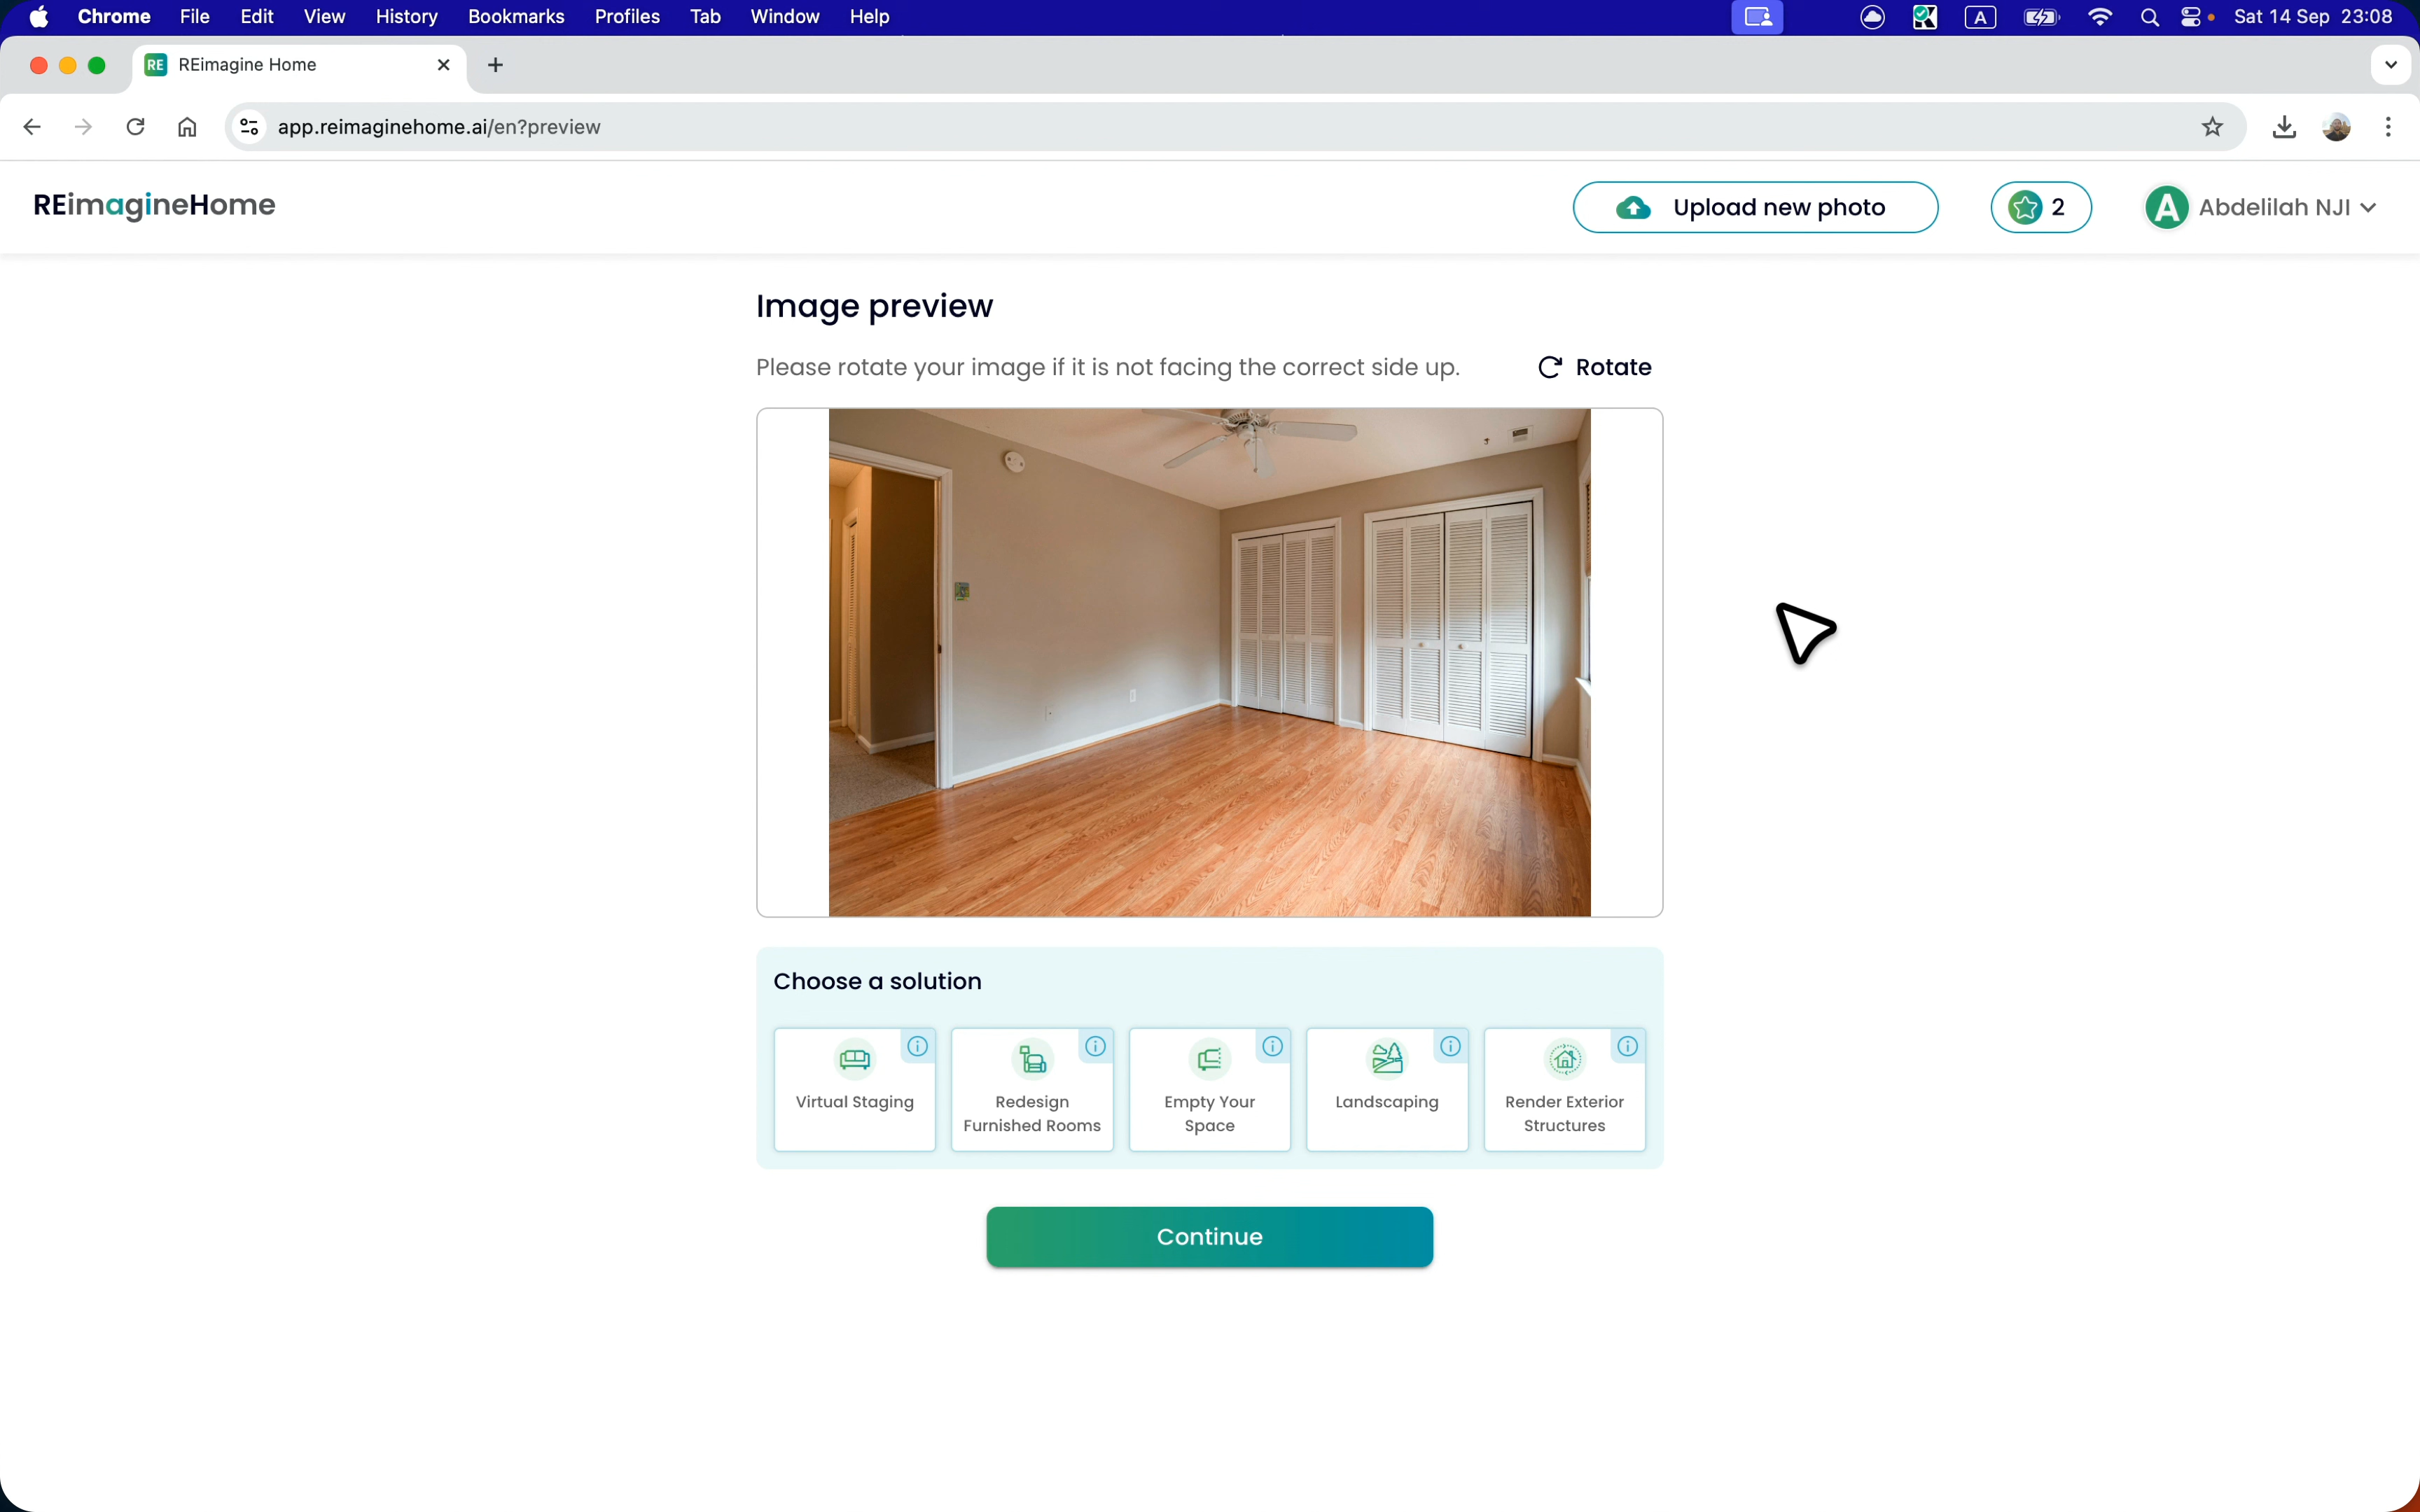 Chrome File Edit View History Bookmarks Profiles Tab Window Help
A
Sat 14 Sep 23:08
RE REimagine Home
app.reimaginehome.ai/en?preview
REimagineHome
Upload new photo
2
A Abdelilah NJI
Image preview
Please rotate your image if it is not facing the correct side up.
Rotate
Choose a solution
Virtual Staging
Redesign
Furnished Rooms
Empty Your
Space
Landscaping
Render Exterior
Structures
Continue